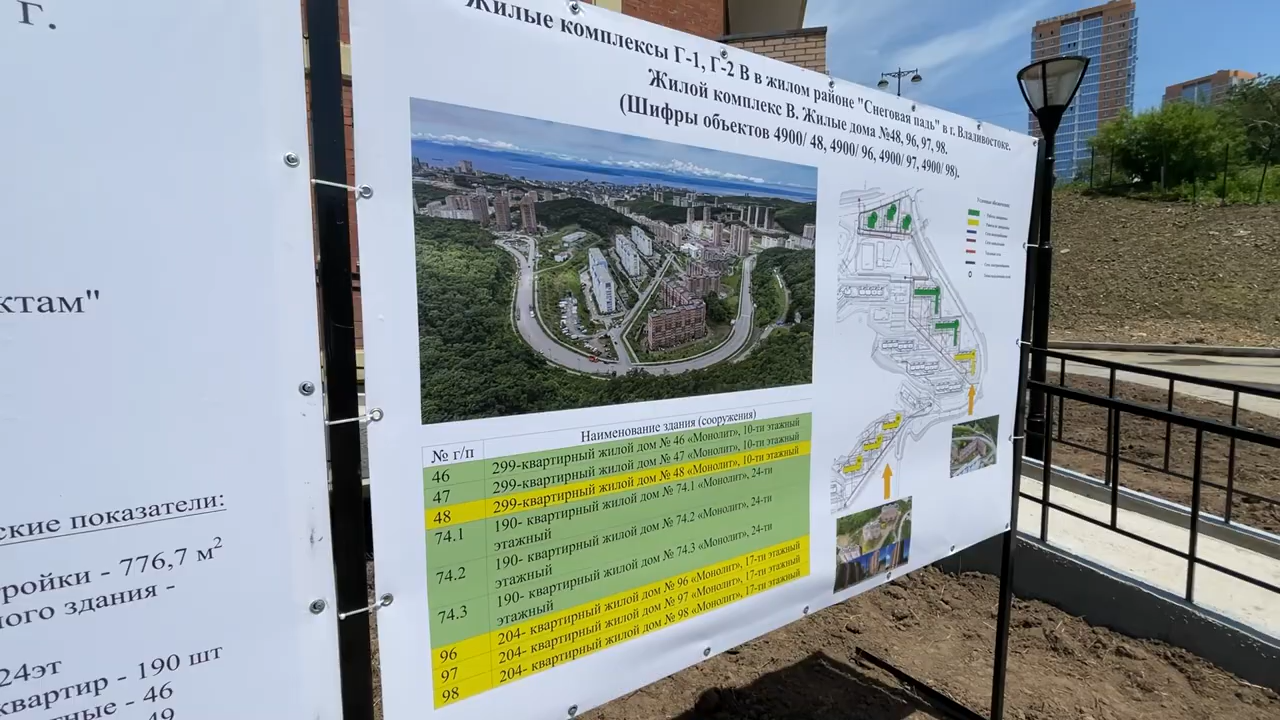 г.
ктам"
ские показатели:
ройки - 776,7 м²
ного здания -
24эт
квартир - 190 шт
тные - 46
49
Жилые комплексы Г-1, Г-2 В в жилом районе "Снеговая падь" в г. Владивостоке.
Жилой комплекс В. Жилые дома №48, 96, 97, 98.
(Шифры объектов 4900/ 48, 4900/ 96, 4900/ 97, 4900/ 98).
№ г/п Наименование здания (сооружения)
46 299-квартирный жилой дом № 46 «Монолит», 10-ти этажный
47 299-квартирный жилой дом № 47 «Монолит», 10-ти этажный
48 299-квартирный жилой дом № 48 «Монолит», 10-ти этажный
74.1 190- квартирный жилой дом № 74.1 «Монолит», 24-ти
этажный
74.2 190- квартирный жилой дом № 74.2 «Монолит», 24-ти
этажный
74.3 190- квартирный жилой дом № 74.3 «Монолит», 24-ти
этажный
96 204- квартирный жилой дом № 96 «Монолит», 17-ти этажный
97 204- квартирный жилой дом № 97 «Монолит», 17-ти этажный
98 204- квартирный жилой дом № 98 «Монолит», 17-ти этажный